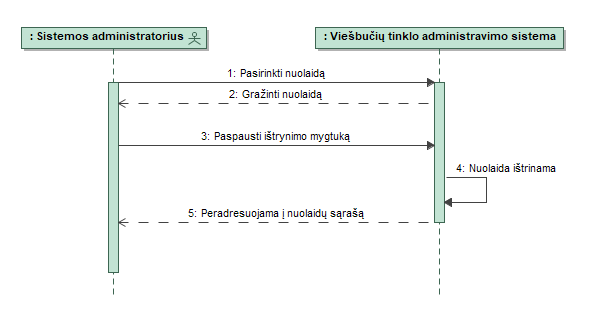 : Sistemos administratorius
: Viešbučių tinklo administravimo sistema
1: Pasirinkti nuolaidą
2: Gražinti nuolaidą
3: Paspausti ištrynimo mygtuką
4: Nuolaida ištrinama
5: Peradresuojama į nuolaidų sąrašą